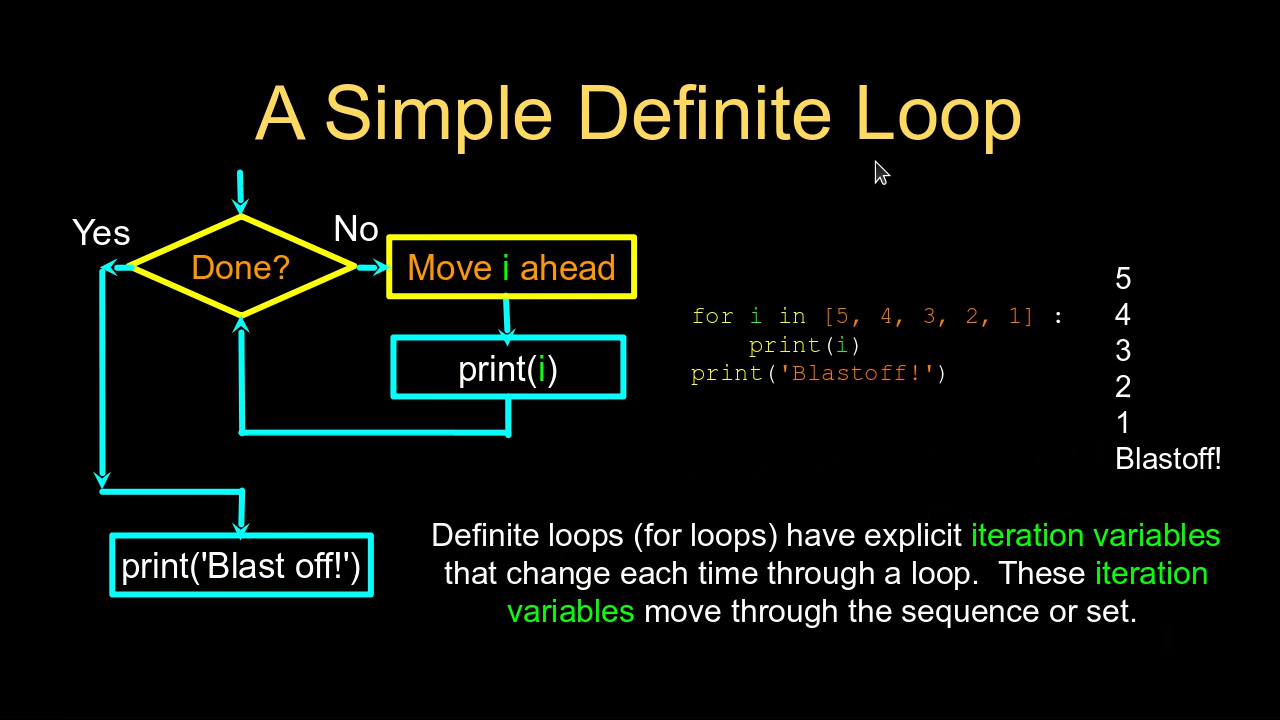 A Simple Definite Loop
Yes
No
Done?
Move i ahead
print(i)
print('Blast off!')
for i in [5, 4, 3, 2, 1] :
    print(i)
print('Blastoff!')
5
4
3
2
1
Blastoff!
Definite loops (for loops) have explicit iteration variables
that change each time through a loop.  These iteration
variables move through the sequence or set.